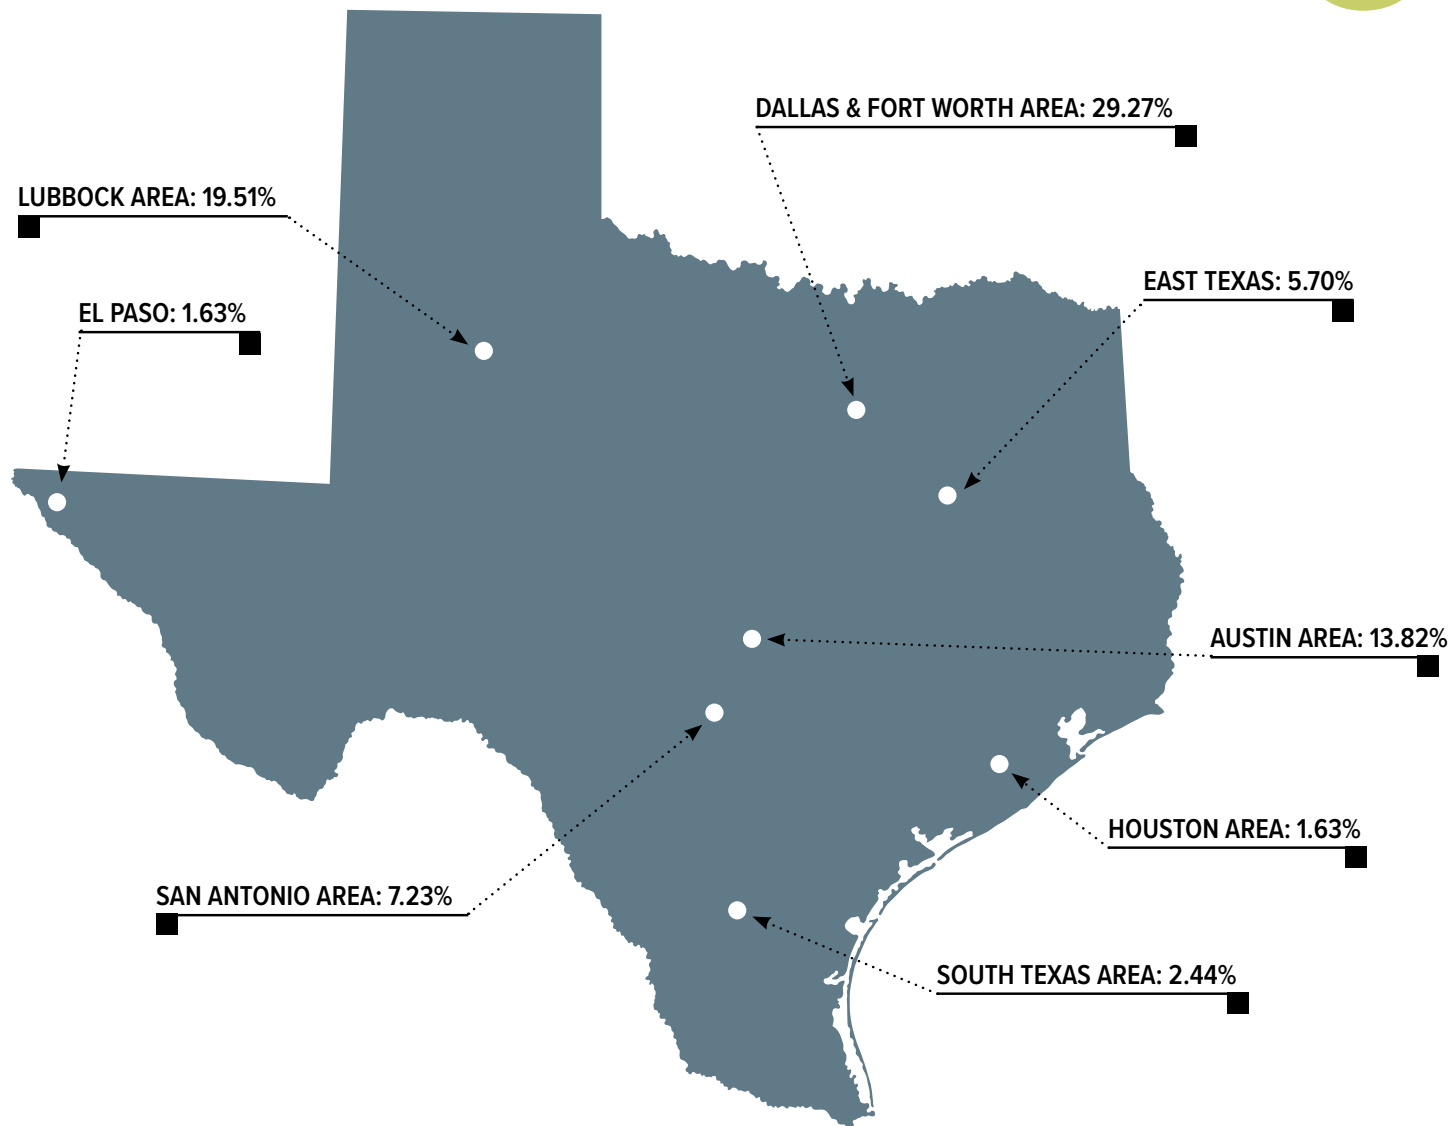 DALLAS & FORT WORTH AREA: 29.27%
LUBBOCK AREA: 19.51%
EAST TEXAS: 5.70%
EL PASO: 1.63%
AUSTIN AREA: 13.82%
HOUSTON AREA: 1.63%
SAN ANTONIO AREA: 7.23%
SOUTH TEXAS AREA: 2.44%